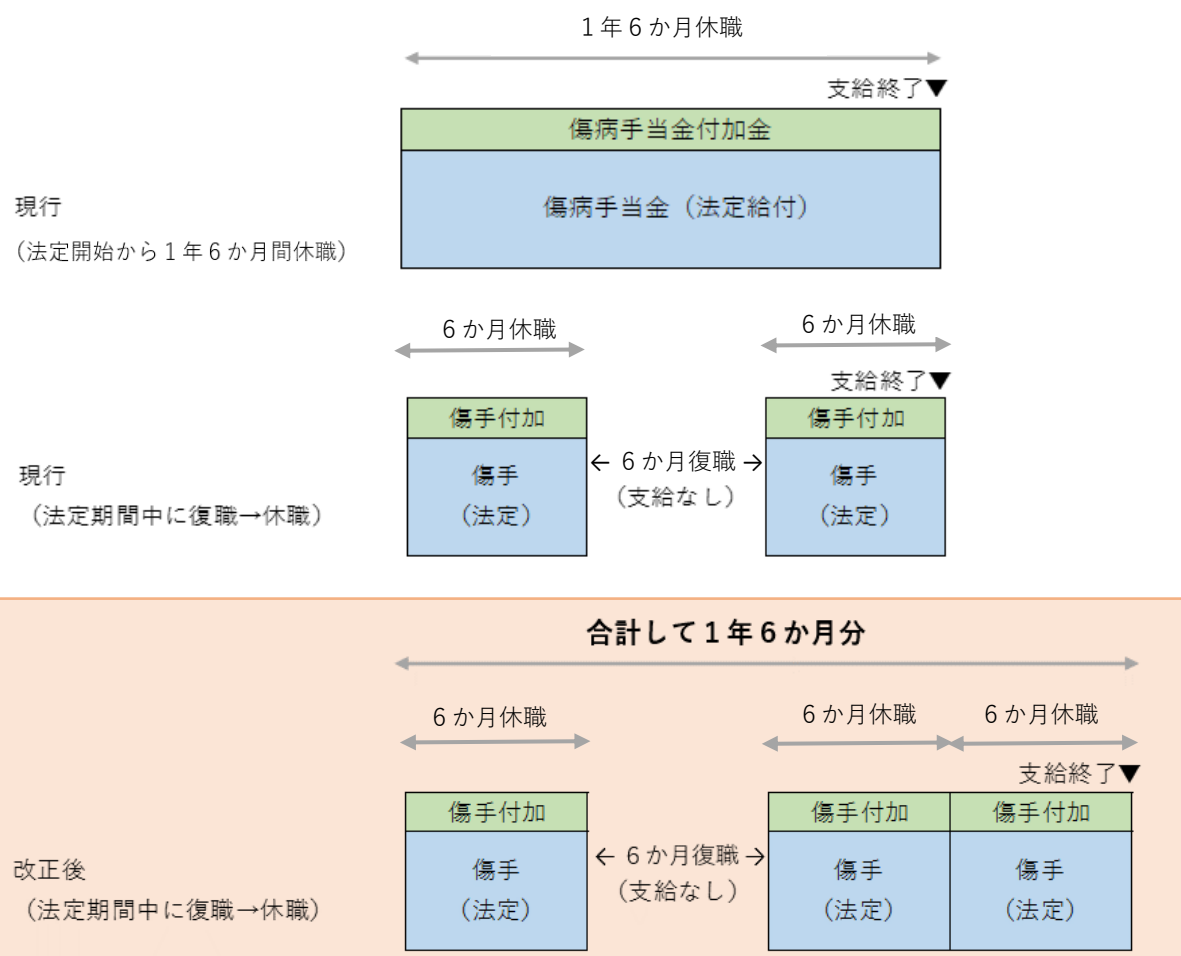 1年6か月休職
支給終了▼
傷病手当金付加金
傷病手当金（法定給付）
現行
（法定開始から1年6か月間休職）
6か月休職
6か月休職
支給終了▼
傷手付加
傷手付加
傷手
（法定）
← 6か月復職 →
（支給なし）
傷手
（法定）
現行
（法定期間中に復職→休職）
合計して1年6か月分
6か月休職
6か月休職
6か月休職
支給終了▼
傷手付加
傷手付加
傷手付加
傷手
（法定）
← 6か月復職 →
（支給なし）
傷手
（法定）
傷手
（法定）
改正後
（法定期間中に復職→休職）